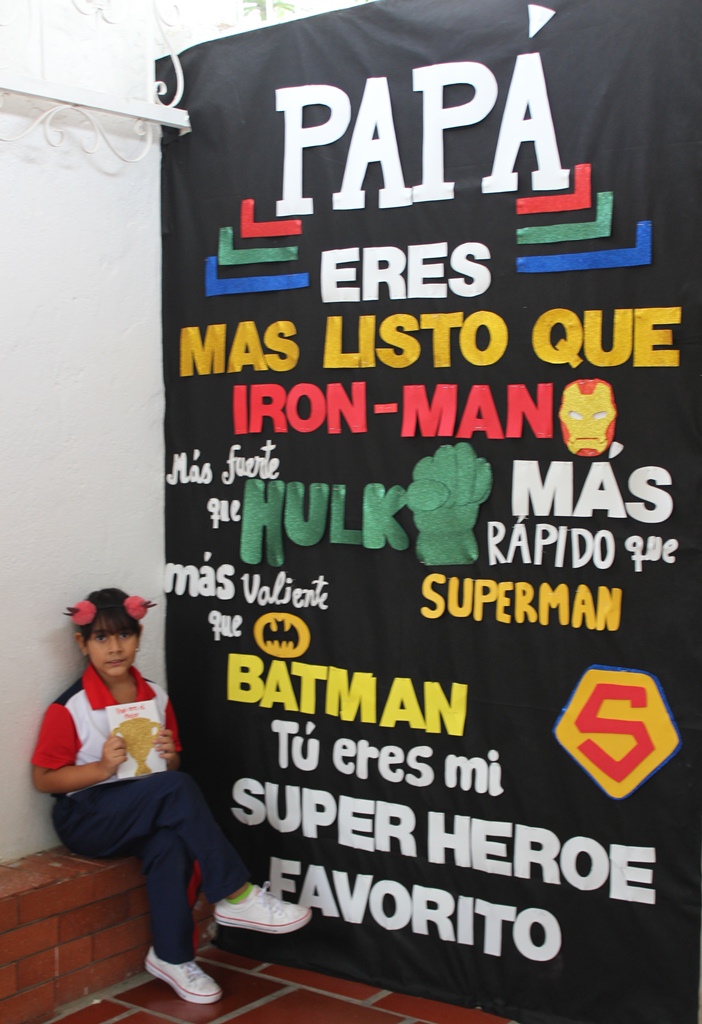 PAPÁ
ERES
MAS LISTO QUE
IRON-MAN
Más fuerte
que
HULK
MÁS
RÁPIDO que
SUPERMAN
más Valiente
que
BATMAN
S
Tú eres mi
SUPER HEROE
FAVORITO